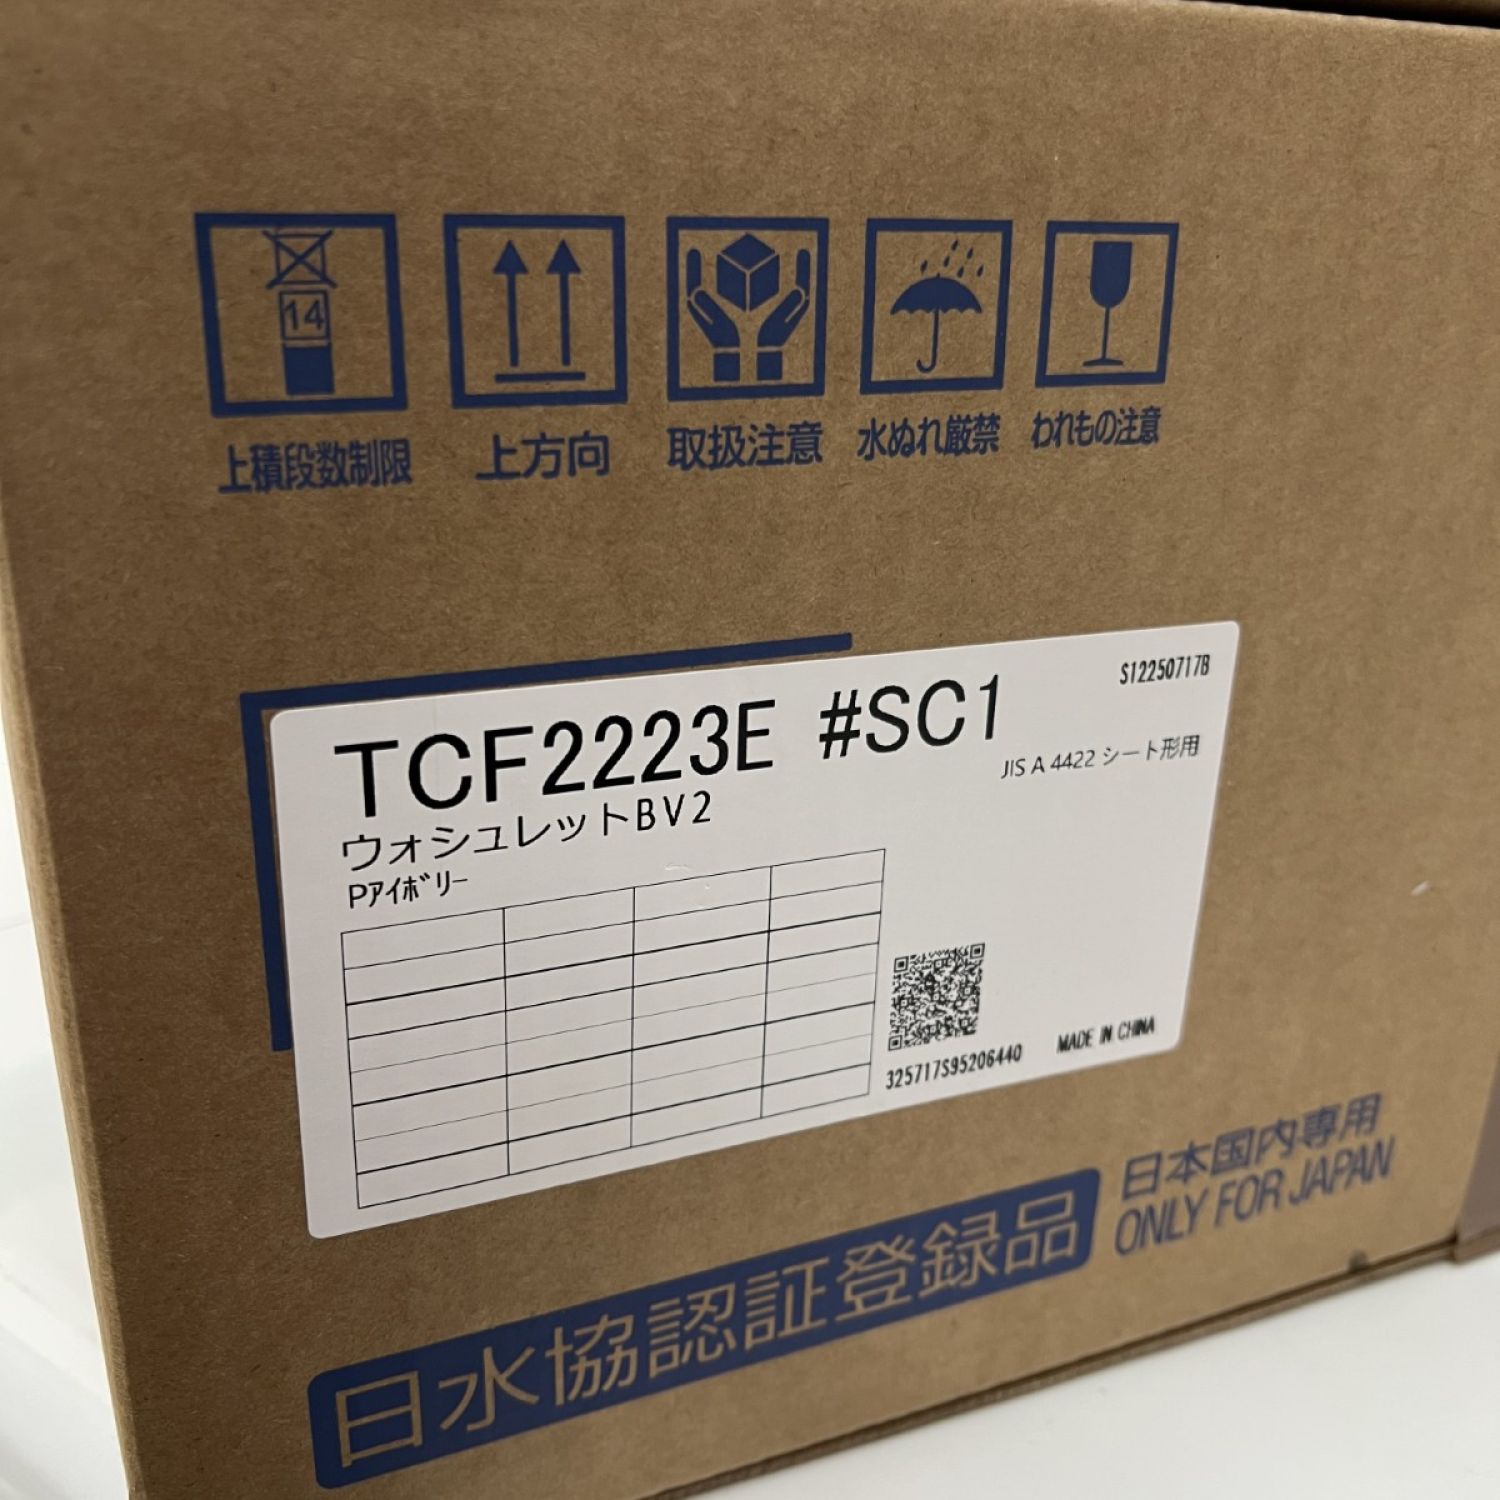 14
上積段数制限 上方向 取扱注意 水ぬれ厳禁 われもの注意
S12250717B
TCF2223E #SC1
JIS A 4422 シート形用
ウォシュレットBV2
Pｱｲﾎﾞﾘｰ
325717S95206440
MADE IN CHINA
日本国内専用
ONLY FOR JAPAN
日水協認証登録品